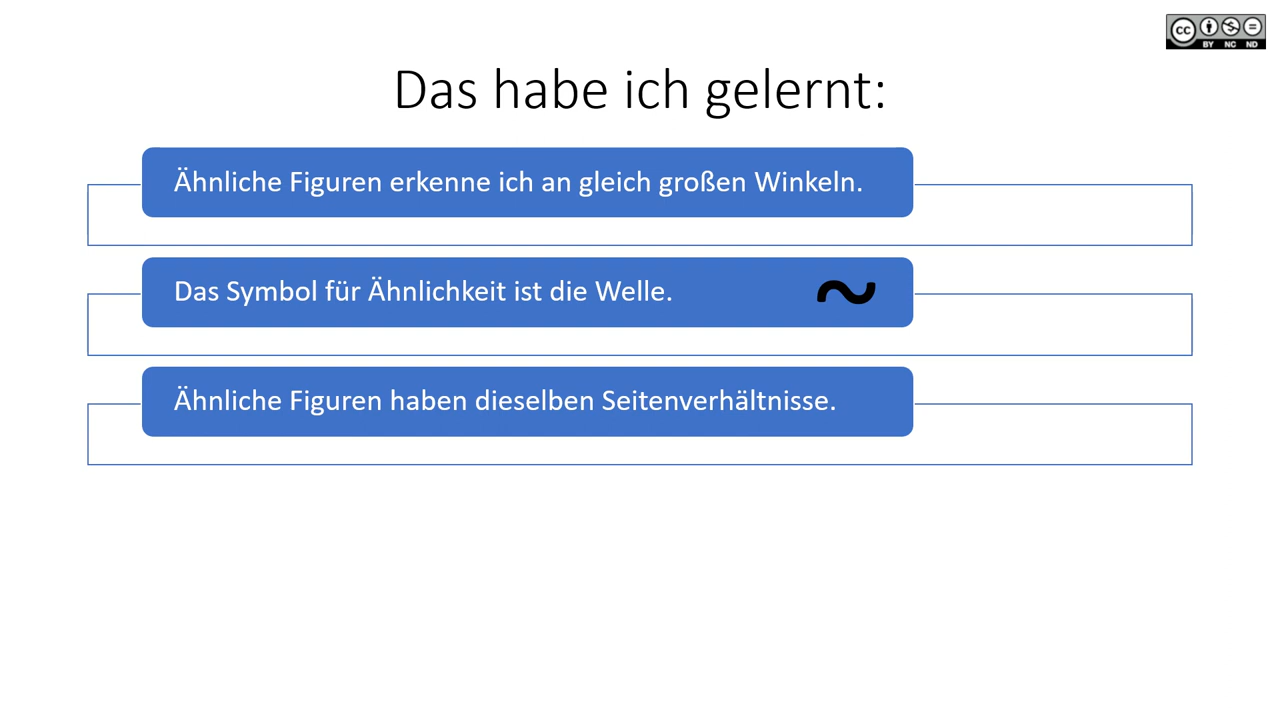 cc
BY NC ND
Das habe ich gelernt:
Ähnliche Figuren erkenne ich an gleich großen Winkeln.
Das Symbol für Ähnlichkeit ist die Welle. ~
Ähnliche Figuren haben dieselben Seitenverhältnisse.